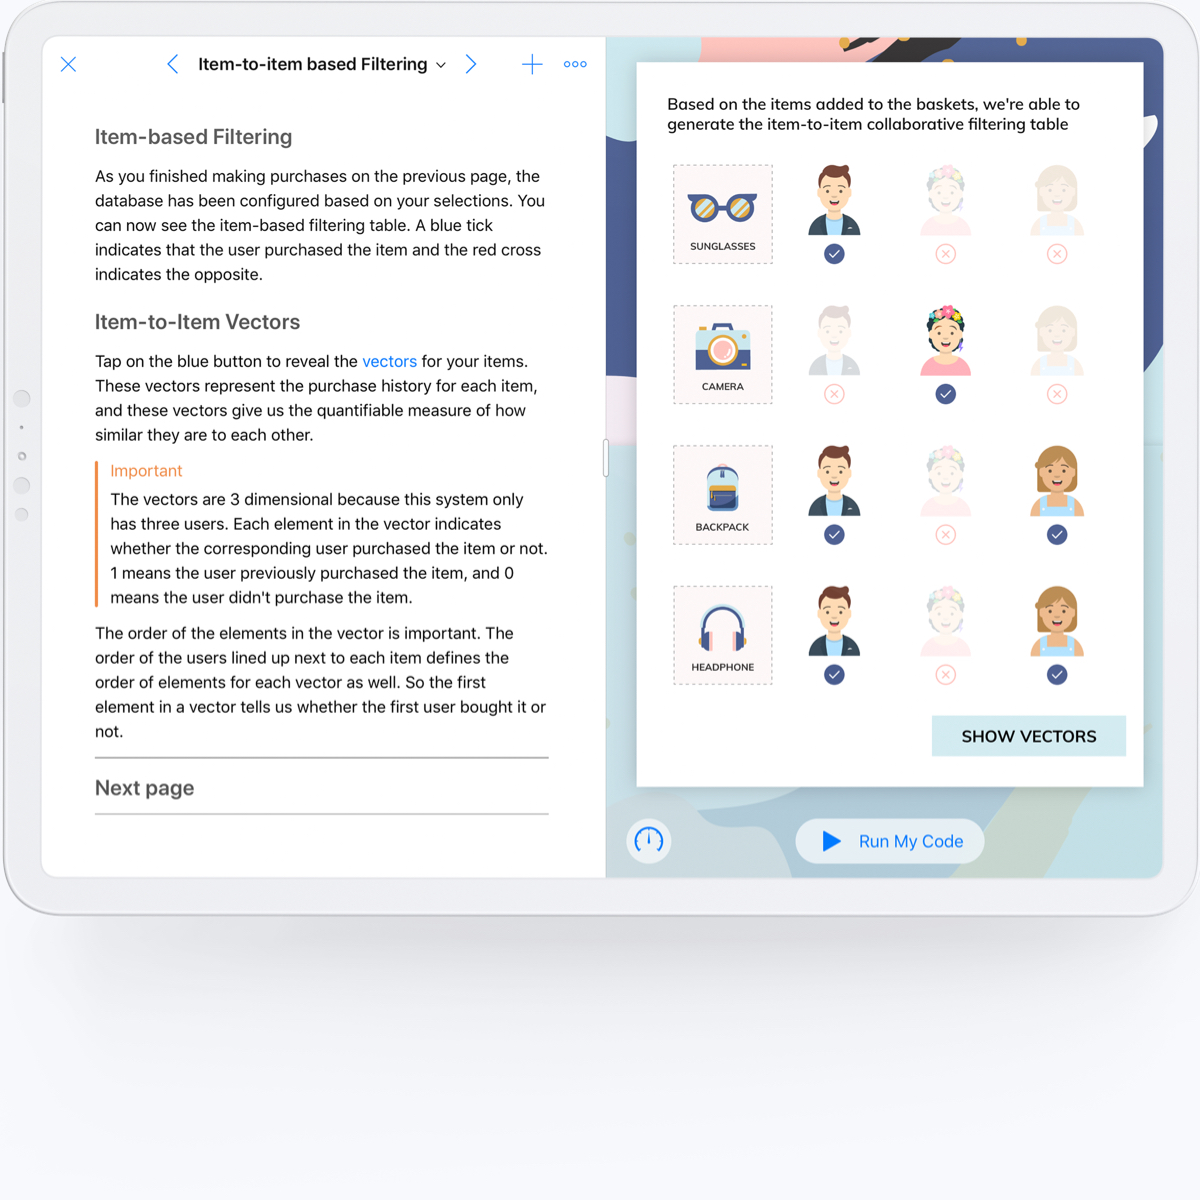 Item-to-item based Filtering
Item-based Filtering
As you finished making purchases on the previous page, the
database has been configured based on your selections. You
can now see the item-based filtering table. A blue tick
indicates that the user purchased the item and the red cross
indicates the opposite.
Item-to-Item Vectors
Tap on the blue button to reveal the vectors for your items.
These vectors represent the purchase history for each item,
and these vectors give us the quantifiable measure of how
similar they are to each other.
Important
The vectors are 3 dimensional because this system only
has three users. Each element in the vector indicates
whether the corresponding user purchased the item or not.
1 means the user previously purchased the item, and 0
means the user didn't purchase the item.
The order of the elements in the vector is important. The
order of the users lined up next to each item defines the
order of elements for each vector as well. So the first
element in a vector tells us whether the first user bought it or
not.
Next page
Based on the items added to the baskets, we're able to
generate the item-to-item collaborative filtering table
SUNGLASSES
CAMERA
BACKPACK
HEADPHONE
SHOW VECTORS
Run My Code